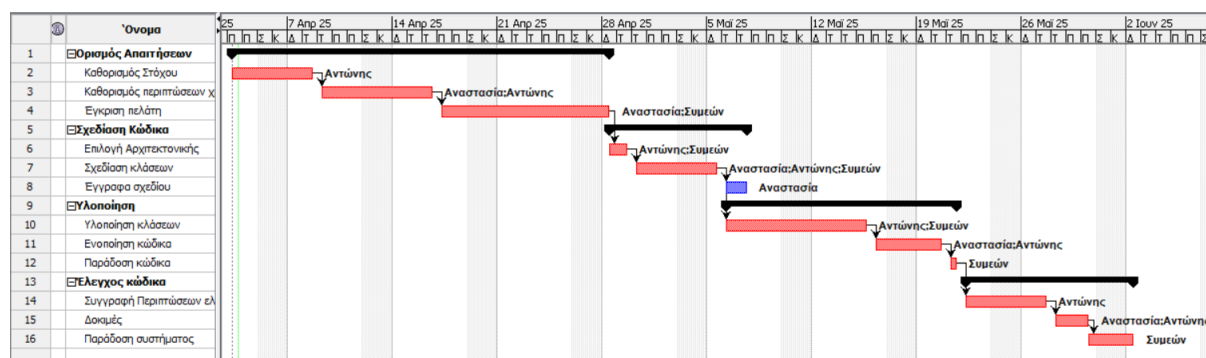 Όνομα
25 7 Απρ 25 14 Απρ 25 21 Απρ 25 28 Απρ 25 5 Μαϊ 25 12 Μαϊ 25 19 Μαϊ 25 26 Μαϊ 25 2 Ιουν 25
Π Π Σ Κ Δ Τ Τ Π Π Σ Κ Δ Τ Τ Π Π Σ Κ Δ Τ Τ Π Π Σ Κ Δ Τ Τ Π Π Σ Κ Δ Τ Τ Π Π Σ Κ Δ Τ Τ Π Π Σ Κ Δ Τ Τ Π Π Σ Κ Δ Τ Τ Π Π Σ Κ Δ Τ Τ Π Π Σ
1 Ορισμός Απαιτήσεων
2 Καθορισμός Στόχου Αντώνης
3 Καθορισμός περιπτώσεων χ Αναστασία;Αντώνης
4 Έγκριση πελάτη Αναστασία;Συμεών
5 Σχεδίαση Κώδικα
6 Επιλογή Αρχιτεκτονικής Αντώνης;Συμεών
7 Σχεδίαση κλάσεων Αναστασία;Αντώνης;Συμεών
8 Έγγραφα σχεδίου Αναστασία
9 Υλοποίηση
10 Υλοποίηση κλάσεων Αντώνης;Συμεών
11 Ενοποίηση κώδικα Αναστασία;Αντώνης
12 Παράδοση κώδικα Συμεών
13 Έλεγχος κώδικα
14 Συγγραφή Περιπτώσεων ελ Αντώνης
15 Δοκιμές Αναστασία;Αντώνης
16 Παράδοση συστήματος Συμεών